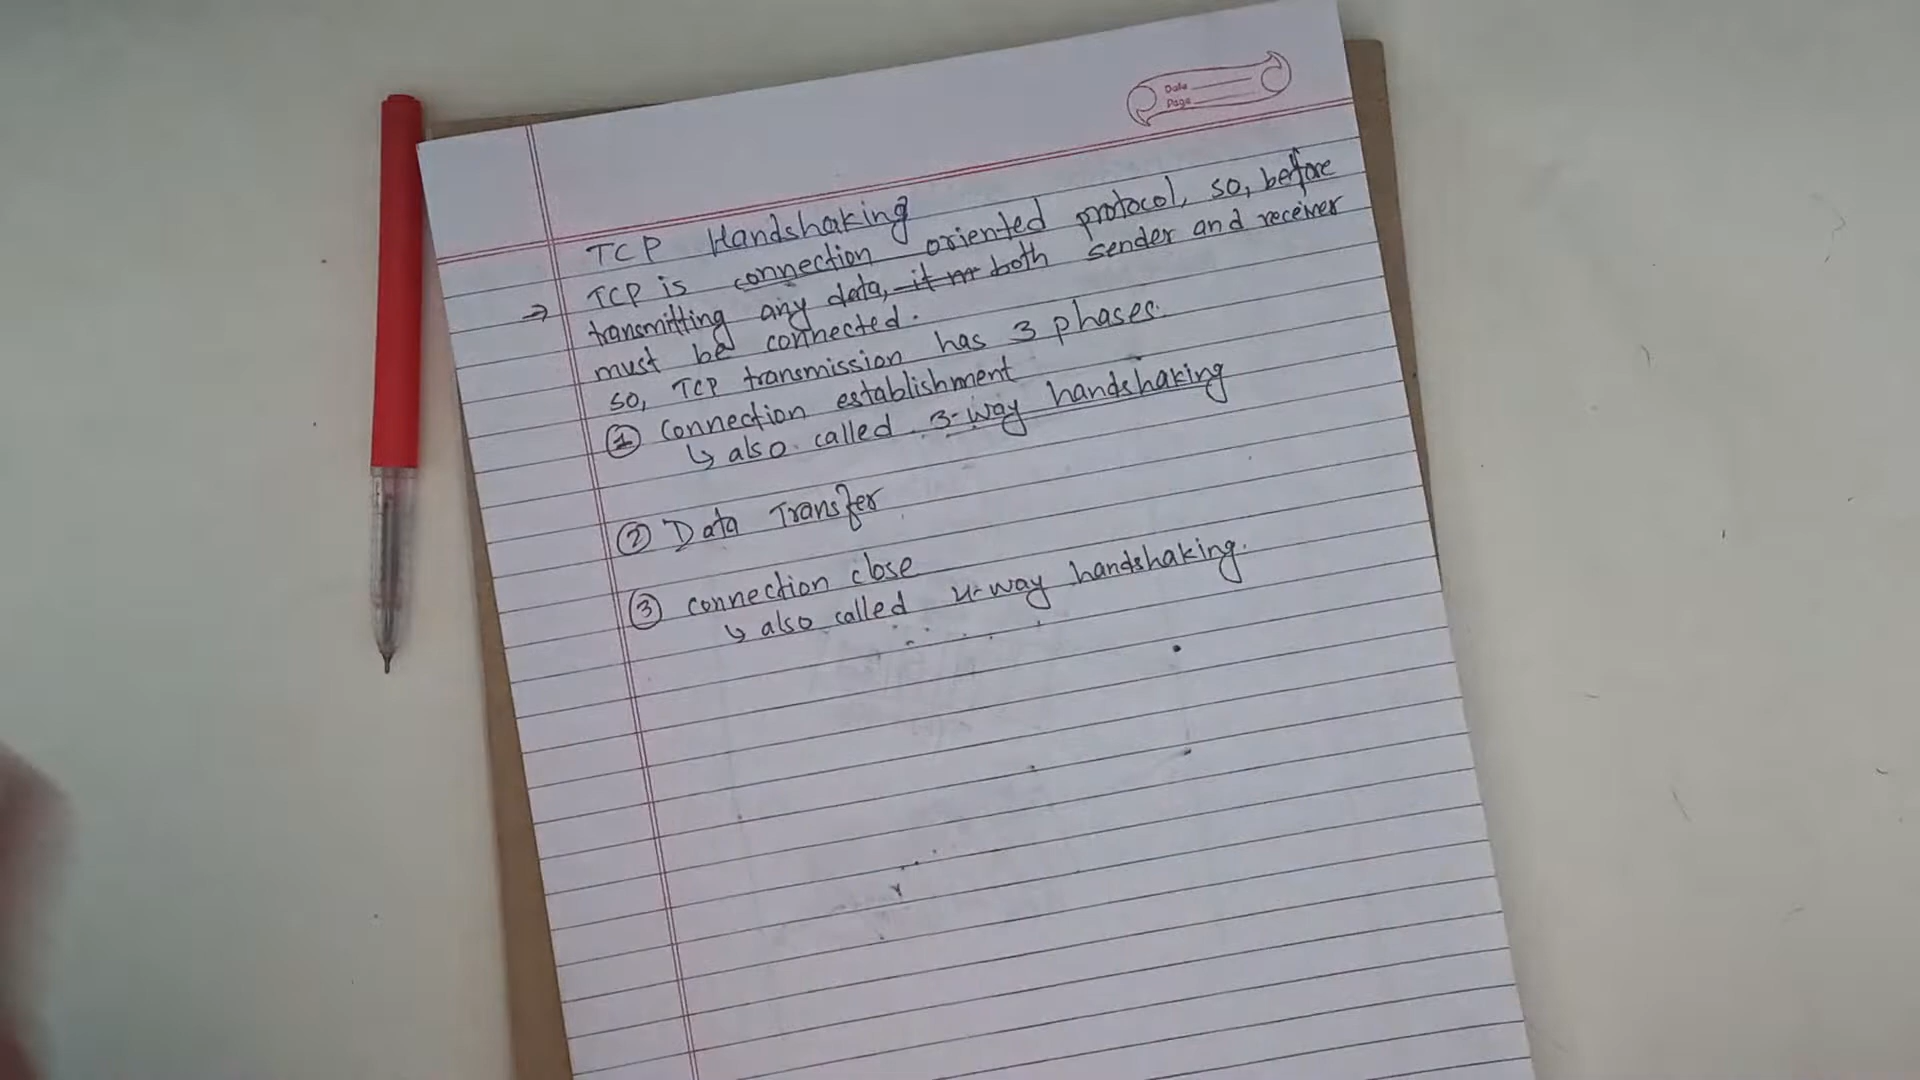 Date
Page
TCP Handshaking
→ TCP is connection oriented protocol, so, before
transmitting any data, both sender and receiver
must be connected.
so, TCP transmission has 3 phases.
① connection establishment
↳ also called 3-way handshaking
② Data Transfer
③ connection close
↳ also called 4-way handshaking.